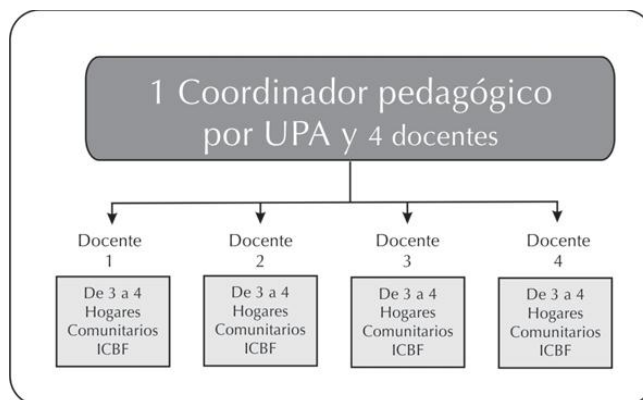 1 Coordinador pedagógico
por UPA y 4 docentes
Docente
1
Docente
2
Docente
3
Docente
4
De 3 a 4
Hogares
Comunitarios
ICBF
De 3 a 4
Hogares
Comunitarios
ICBF
De 3 a 4
Hogares
Comunitarios
ICBF
De 3 a 4
Hogares
Comunitarios
ICBF